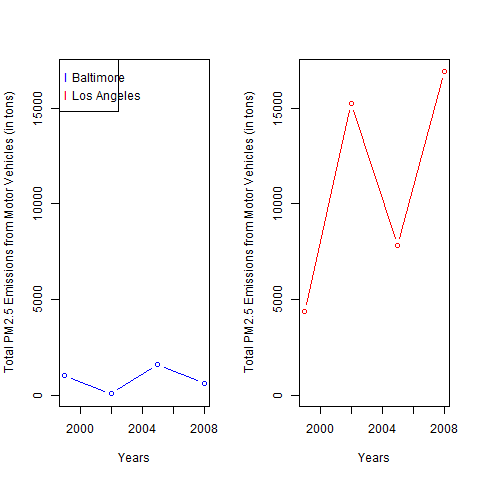 l Baltimore
l Los Angeles
Total PM2.5 Emissions from Motor Vehicles (in tons)
0
5000
10000
15000
2000
2004
2008
Years
Total PM2.5 Emissions from Motor Vehicles (in tons)
0
5000
10000
15000
2000
2004
2008
Years